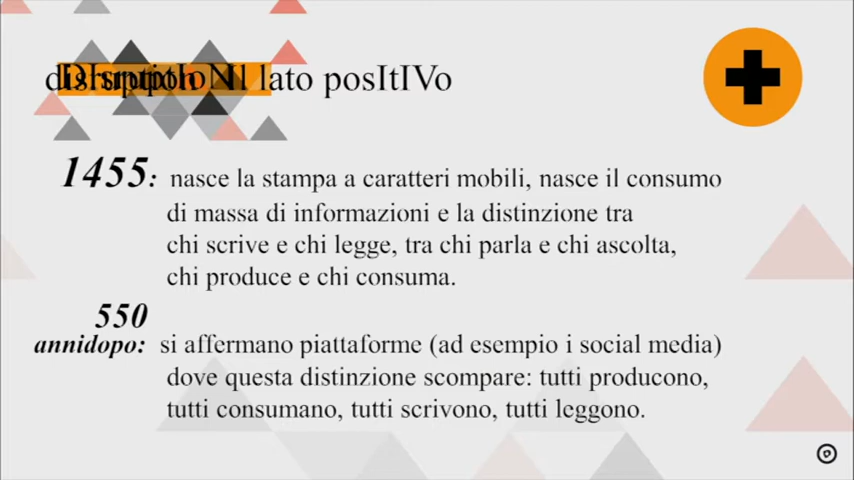 disruption Il lato posItIVo
1455: nasce la stampa a caratteri mobili, nasce il consumo
di massa di informazioni e la distinzione tra
chi scrive e chi legge, tra chi parla e chi ascolta,
chi produce e chi consuma.
550
annidopo: si affermano piattaforme (ad esempio i social media)
dove questa distinzione scompare: tutti producono,
tutti consumano, tutti scrivono, tutti leggono.